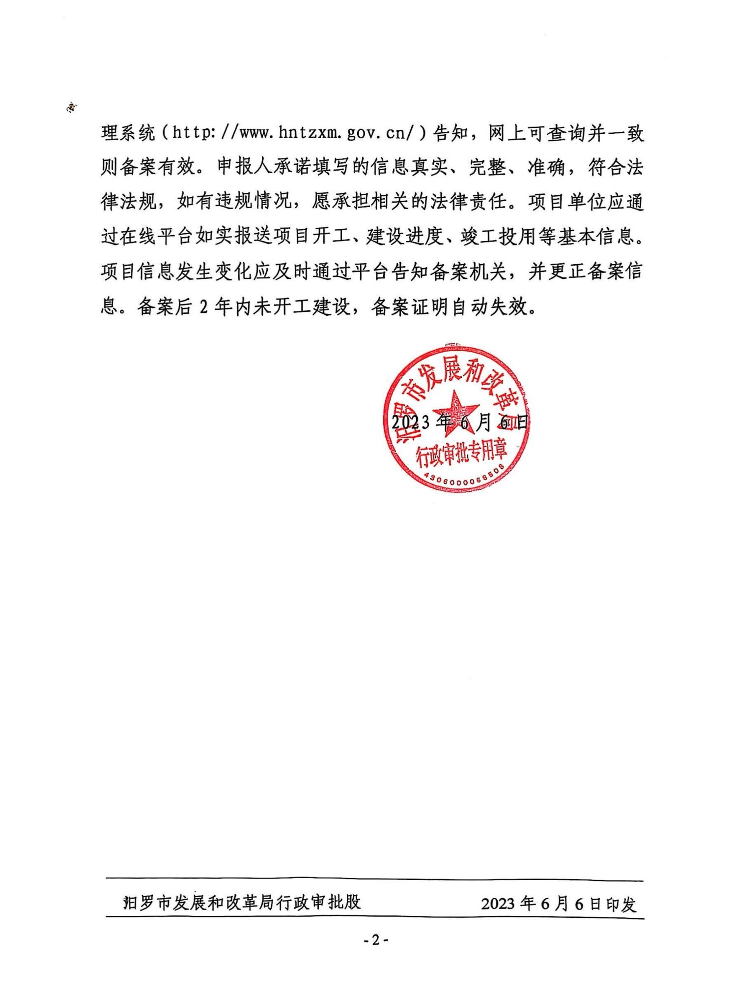 理系统(http://www.hntzxm.gov.cn/)告知，网上可查询并一致
则备案有效。申报人承诺填写的信息真实、完整、准确，符合法
律法规，如有违规情况，愿承担相关的法律责任。项目单位应通
过在线平台如实报送项目开工、建设进度、竣工投用等基本信息。
项目信息发生变化应及时通过平台告知备案机关，并更正备案信
息。备案后2年内未开工建设，备案证明自动失效。
汨罗市发展和改革局
2023年6月6日
行政审批专用章
汨罗市发展和改革局行政审批股
2023年6月6日印发
-2-